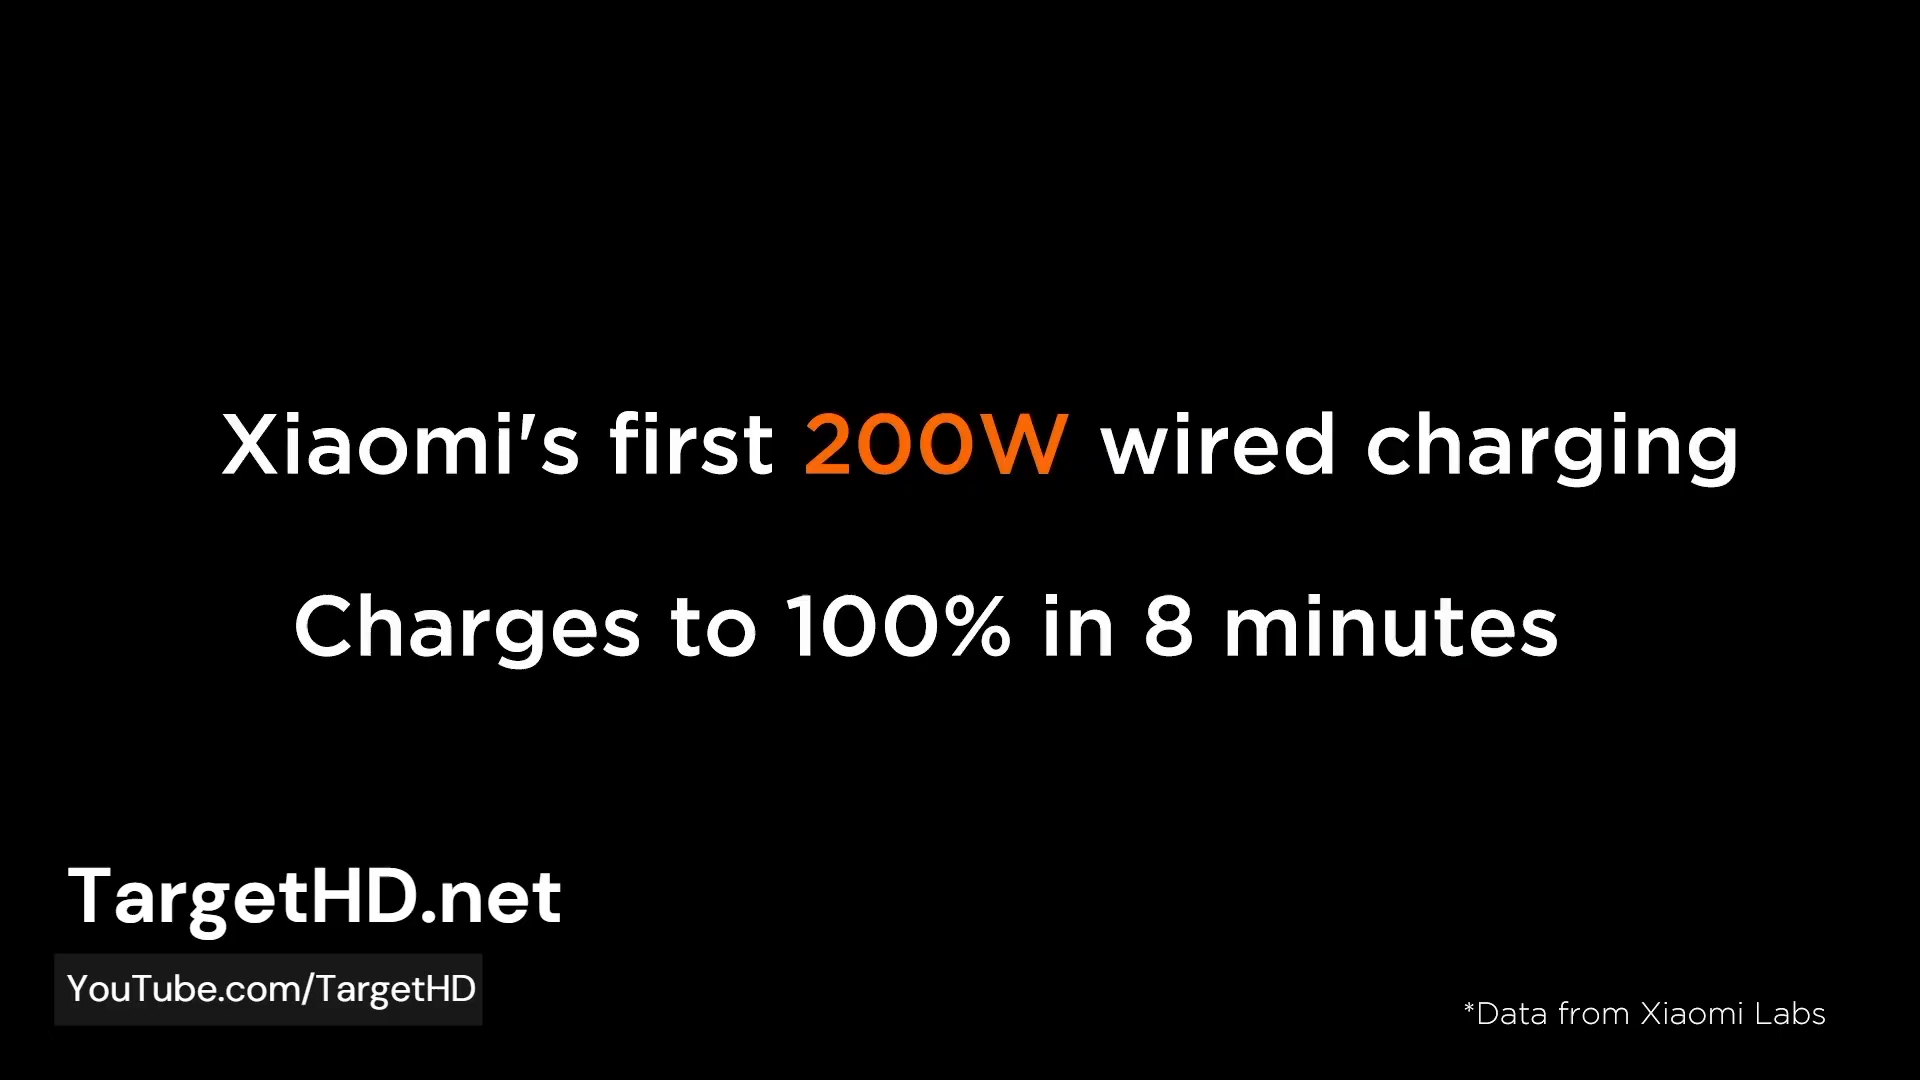 Xiaomi's first 200W wired charging
Charges to 100% in 8 minutes
TargetHD.net
YouTube.com/TargetHD
*Data from Xiaomi Labs